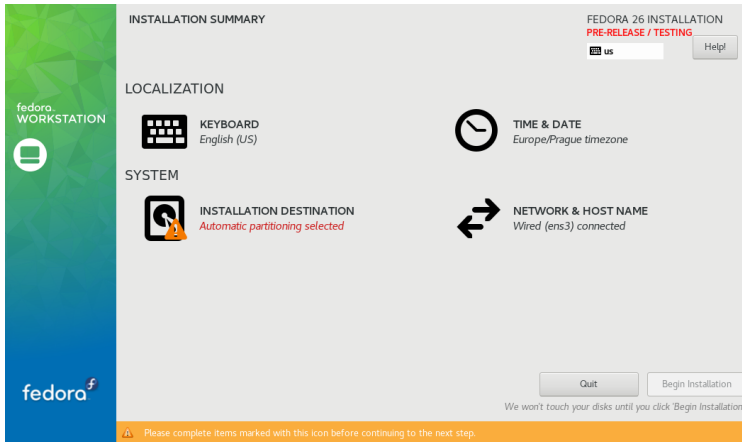 INSTALLATION SUMMARY
FEDORA 26 INSTALLATION
PRE-RELEASE / TESTING
us
Help!
fedora
WORKSTATION
LOCALIZATION
KEYBOARD
English (US)
TIME & DATE
Europe/Prague timezone
SYSTEM
INSTALLATION DESTINATION
Automatic partitioning selected
NETWORK & HOST NAME
Wired (ens3) connected
fedora
Quit
Begin Installation
We won't touch your disks until you click 'Begin Installation
Please complete items marked with this icon before continuing to the next step.